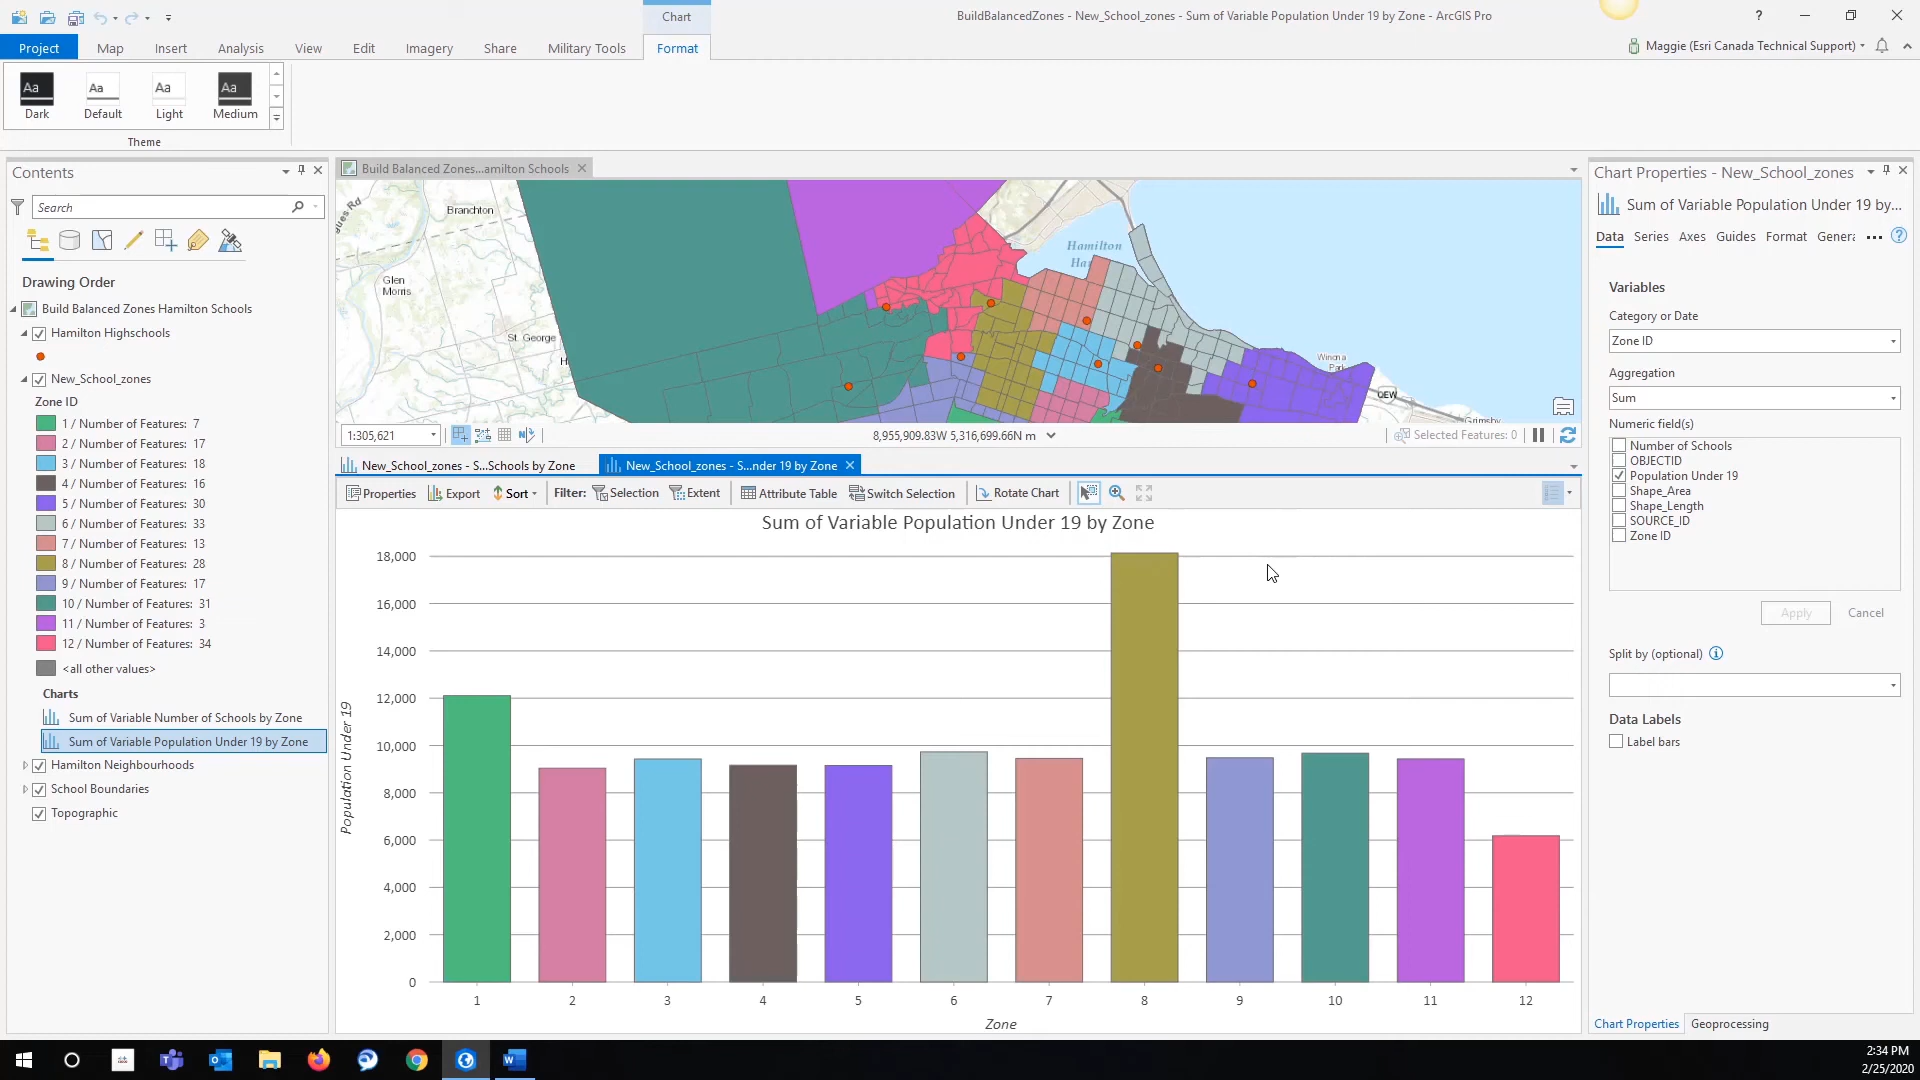 Chart
BuildBalancedZones - New_School_zones - Sum of Variable Population Under 19 by Zone - ArcGIS Pro
?
Project Map Insert Analysis View Edit Imagery Share Military Tools Format
Maggie (Esri Canada Technical Support)
Aa Aa Aa Aa
Dark Default Light Medium
Theme
Contents
Search
Drawing Order
Build Balanced Zones Hamilton Schools
Hamilton Highschools
New_School_zones
Zone ID
1 / Number of Features: 7
2 / Number of Features: 17
3 / Number of Features: 18
4 / Number of Features: 16
5 / Number of Features: 30
6 / Number of Features: 33
7 / Number of Features: 13
8 / Number of Features: 28
9 / Number of Features: 17
10 / Number of Features: 31
11 / Number of Features: 3
12 / Number of Features: 34
<all other values>
Charts
Sum of Variable Number of Schools by Zone
Sum of Variable Population Under 19 by Zone
Hamilton Neighbourhoods
School Boundaries
Topographic
Build Balanced Zones...amilton Schools
Branchton
Glen
Morris
St. George
H
Hamilton
Ha
Winona
Park
QEW
Grimsby
1:305,621
8,955,909.83W 5,316,699.66N m
Selected Features: 0
New_School_zones - S...Schools by Zone
New_School_zones - S...nder 19 by Zone
Properties Export Sort Filter: Selection Extent Attribute Table Switch Selection Rotate Chart
Sum of Variable Population Under 19 by Zone
18,000
16,000
14,000
12,000
10,000
8,000
6,000
4,000
2,000
0
Population Under 19
1 2 3 4 5 6 7 8 9 10 11 12
Zone
Chart Properties - New_School_zones
Sum of Variable Population Under 19 by...
Data Series Axes Guides Format Genera ...
Variables
Category or Date
Zone ID
Aggregation
Sum
Numeric field(s)
Number of Schools
OBJECTID
Population Under 19
Shape_Area
Shape_Length
SOURCE_ID
Zone ID
Apply Cancel
Split by (optional)
Data Labels
Label bars
Chart Properties Geoprocessing
2:34 PM
2/25/2020